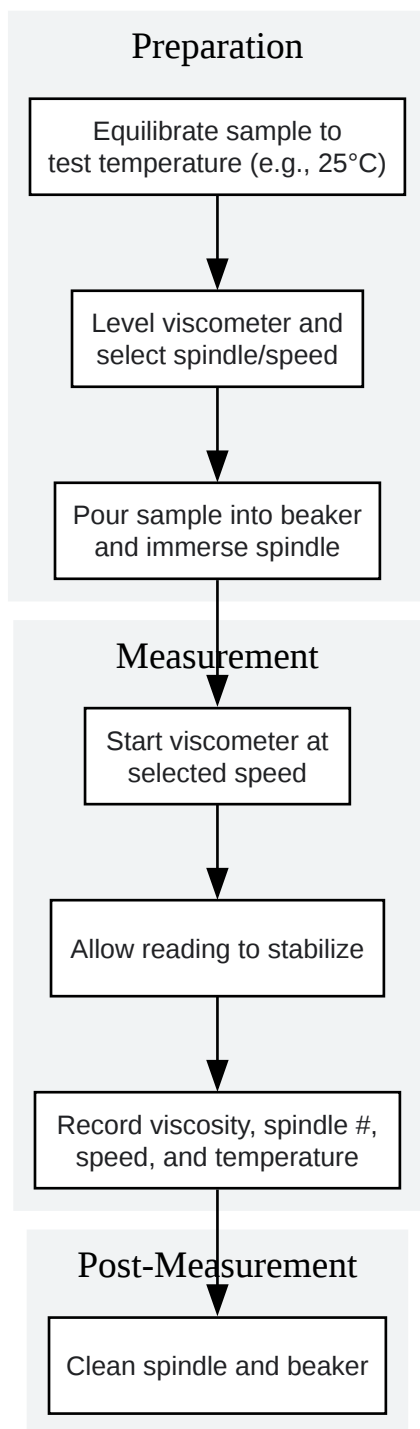 Preparation
Equilibrate sample to
test temperature (e.g., 25°C)
Level viscometer and
select spindle/speed
Pour sample into beaker
and immerse spindle
Measurement
Start viscometer at
selected speed
Allow reading to stabilize
Record viscosity, spindle #,
speed, and temperature
Post-Measurement
Clean spindle and beaker